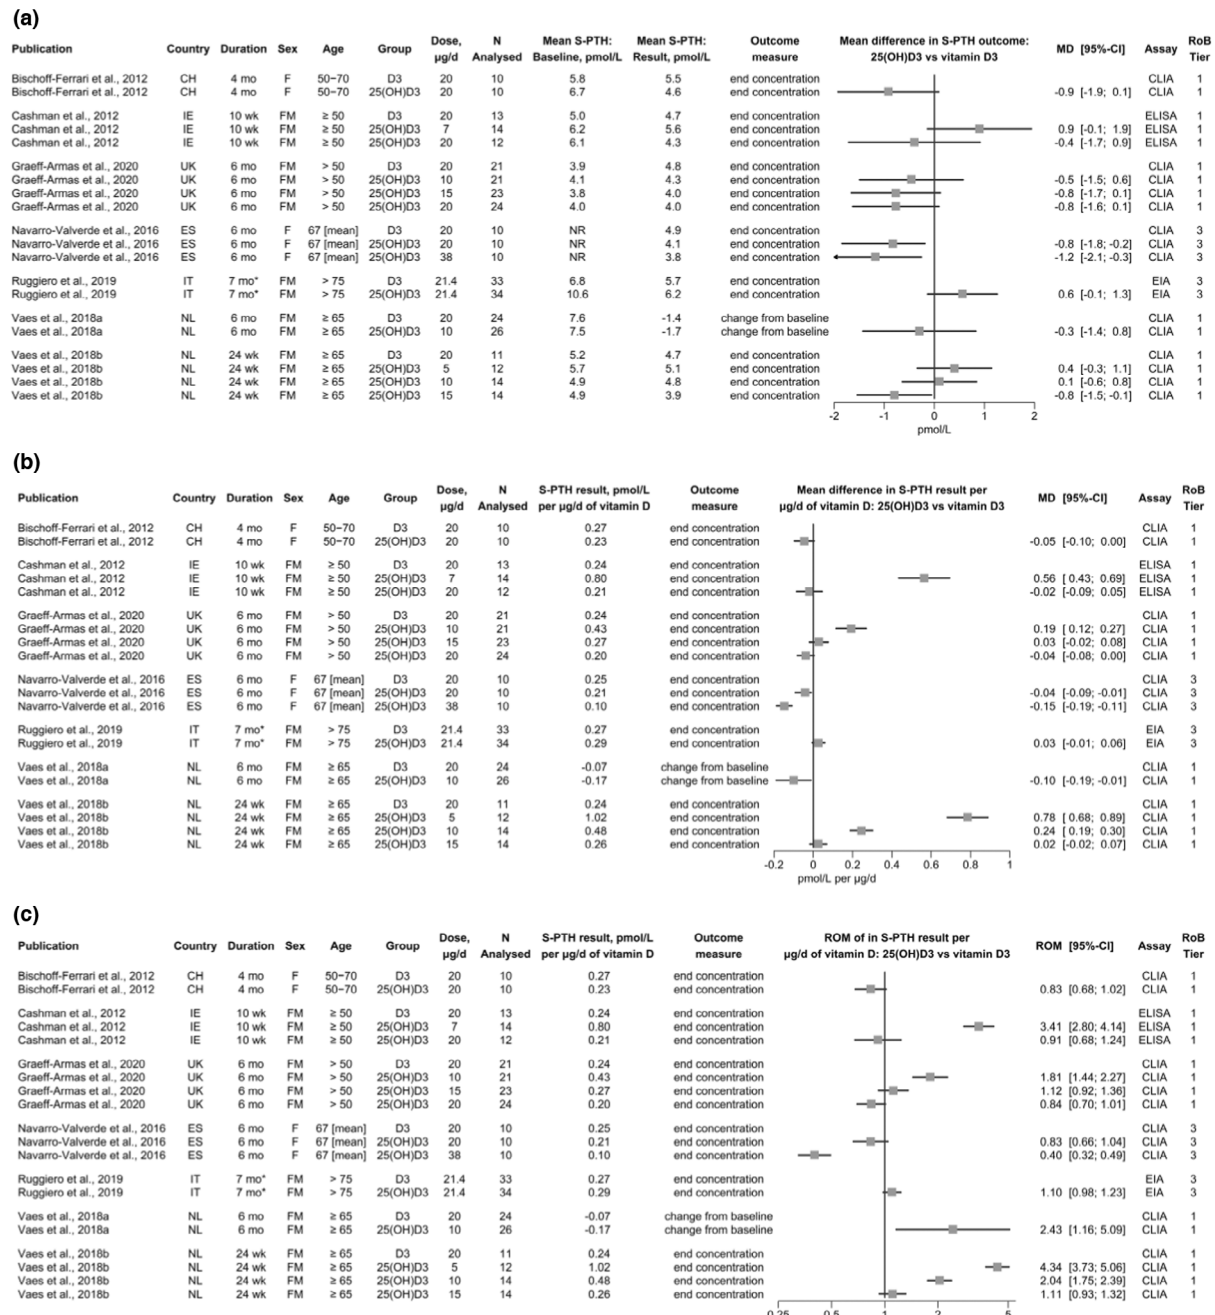 (a)
Publication Country Duration Sex Age Group Dose, µg/d N Analysed Mean S-PTH: Baseline, pmol/L Mean S-PTH: Result, pmol/L Outcome measure Mean difference in S-PTH outcome: 25(OH)D3 vs vitamin D3 MD [95%-CI] Assay RoB Tier
Bischoff-Ferrari et al., 2012 CH 4 mo F 50−70 D3 20 10 5.8 5.5 end concentration CLIA 1
Bischoff-Ferrari et al., 2012 CH 4 mo F 50−70 25(OH)D3 20 10 6.7 4.6 end concentration -0.9 [-1.9; 0.1] CLIA 1
Cashman et al., 2012 IE 10 wk FM ≥ 50 D3 20 13 5.0 4.7 end concentration ELISA 1
Cashman et al., 2012 IE 10 wk FM ≥ 50 25(OH)D3 7 14 6.2 5.6 end concentration 0.9 [-0.1; 1.9] ELISA 1
Cashman et al., 2012 IE 10 wk FM ≥ 50 25(OH)D3 20 12 6.1 4.3 end concentration -0.4 [-1.7; 0.9] ELISA 1
Graeff-Armas et al., 2020 UK 6 mo FM > 50 D3 20 21 3.9 4.8 end concentration CLIA 1
Graeff-Armas et al., 2020 UK 6 mo FM > 50 25(OH)D3 10 21 4.1 4.3 end concentration -0.5 [-1.5; 0.6] CLIA 1
Graeff-Armas et al., 2020 UK 6 mo FM > 50 25(OH)D3 15 23 3.8 4.0 end concentration -0.8 [-1.7; 0.1] CLIA 1
Graeff-Armas et al., 2020 UK 6 mo FM > 50 25(OH)D3 20 24 4.0 4.0 end concentration -0.8 [-1.6; 0.1] CLIA 1
Navarro-Valverde et al., 2016 ES 6 mo F 67 [mean] D3 20 10 NR 4.9 end concentration CLIA 3
Navarro-Valverde et al., 2016 ES 6 mo F 67 [mean] 25(OH)D3 20 10 NR 4.1 end concentration -0.8 [-1.8; -0.2] CLIA 3
Navarro-Valverde et al., 2016 ES 6 mo F 67 [mean] 25(OH)D3 38 10 NR 3.8 end concentration -1.2 [-2.1; -0.3] CLIA 3
Ruggiero et al., 2019 IT 7 mo* FM > 75 D3 21.4 33 6.8 5.7 end concentration EIA 3
Ruggiero et al., 2019 IT 7 mo* FM > 75 25(OH)D3 21.4 34 10.6 6.2 end concentration 0.6 [-0.1; 1.3] EIA 3
Vaes et al., 2018a NL 6 mo FM ≥ 65 D3 20 24 7.6 -1.4 change from baseline CLIA 1
Vaes et al., 2018a NL 6 mo FM ≥ 65 25(OH)D3 10 26 7.5 -1.7 change from baseline -0.3 [-1.4; 0.8] CLIA 1
Vaes et al., 2018b NL 24 wk FM ≥ 65 D3 20 11 5.2 4.7 end concentration CLIA 1
Vaes et al., 2018b NL 24 wk FM ≥ 65 25(OH)D3 5 12 5.7 5.1 end concentration 0.4 [-0.3; 1.1] CLIA 1
Vaes et al., 2018b NL 24 wk FM ≥ 65 25(OH)D3 10 14 4.9 4.8 end concentration 0.1 [-0.6; 0.8] CLIA 1
Vaes et al., 2018b NL 24 wk FM ≥ 65 25(OH)D3 15 14 4.9 3.9 end concentration -0.8 [-1.5; -0.1] CLIA 1
-2 -1 0 1 2
pmol/L
(b)
Publication Country Duration Sex Age Group Dose, µg/d N Analysed S-PTH result, pmol/L per µg/d of vitamin D Outcome measure Mean difference in S-PTH result per µg/d of vitamin D: 25(OH)D3 vs vitamin D3 MD [95%-CI] Assay RoB Tier
Bischoff-Ferrari et al., 2012 CH 4 mo F 50−70 D3 20 10 0.27 end concentration CLIA 1
Bischoff-Ferrari et al., 2012 CH 4 mo F 50−70 25(OH)D3 20 10 0.23 end concentration -0.05 [-0.10; 0.00] CLIA 1
Cashman et al., 2012 IE 10 wk FM ≥ 50 D3 20 13 0.24 end concentration ELISA 1
Cashman et al., 2012 IE 10 wk FM ≥ 50 25(OH)D3 7 14 0.80 end concentration 0.56 [ 0.43; 0.69] ELISA 1
Cashman et al., 2012 IE 10 wk FM ≥ 50 25(OH)D3 20 12 0.21 end concentration -0.02 [-0.09; 0.05] ELISA 1
Graeff-Armas et al., 2020 UK 6 mo FM > 50 D3 20 21 0.24 end concentration CLIA 1
Graeff-Armas et al., 2020 UK 6 mo FM > 50 25(OH)D3 10 21 0.43 end concentration 0.19 [ 0.12; 0.27] CLIA 1
Graeff-Armas et al., 2020 UK 6 mo FM > 50 25(OH)D3 15 23 0.27 end concentration 0.03 [-0.02; 0.08] CLIA 1
Graeff-Armas et al., 2020 UK 6 mo FM > 50 25(OH)D3 20 24 0.20 end concentration -0.04 [-0.08; 0.00] CLIA 1
Navarro-Valverde et al., 2016 ES 6 mo F 67 [mean] D3 20 10 0.25 end concentration CLIA 3
Navarro-Valverde et al., 2016 ES 6 mo F 67 [mean] 25(OH)D3 20 10 0.21 end concentration -0.04 [-0.09; -0.01] CLIA 3
Navarro-Valverde et al., 2016 ES 6 mo F 67 [mean] 25(OH)D3 38 10 0.10 end concentration -0.15 [-0.19; -0.11] CLIA 3
Ruggiero et al., 2019 IT 7 mo* FM > 75 D3 21.4 33 0.27 end concentration EIA 3
Ruggiero et al., 2019 IT 7 mo* FM > 75 25(OH)D3 21.4 34 0.29 end concentration 0.03 [-0.01; 0.06] EIA 3
Vaes et al., 2018a NL 6 mo FM ≥ 65 D3 20 24 -0.07 change from baseline CLIA 1
Vaes et al., 2018a NL 6 mo FM ≥ 65 25(OH)D3 10 26 -0.17 change from baseline -0.10 [-0.19; -0.01] CLIA 1
Vaes et al., 2018b NL 24 wk FM ≥ 65 D3 20 11 0.24 end concentration CLIA 1
Vaes et al., 2018b NL 24 wk FM ≥ 65 25(OH)D3 5 12 1.02 end concentration 0.78 [ 0.68; 0.89] CLIA 1
Vaes et al., 2018b NL 24 wk FM ≥ 65 25(OH)D3 10 14 0.48 end concentration 0.24 [ 0.19; 0.30] CLIA 1
Vaes et al., 2018b NL 24 wk FM ≥ 65 25(OH)D3 15 14 0.26 end concentration 0.02 [-0.02; 0.07] CLIA 1
-0.2 0 0.2 0.4 0.6 0.8 1
pmol/L per µg/d
(c)
Publication Country Duration Sex Age Group Dose, µg/d N Analysed S-PTH result, pmol/L per µg/d of vitamin D Outcome measure ROM of in S-PTH result per µg/d of vitamin D: 25(OH)D3 vs vitamin D3 ROM [95%-CI] Assay RoB Tier
Bischoff-Ferrari et al., 2012 CH 4 mo F 50−70 D3 20 10 0.27 end concentration CLIA 1
Bischoff-Ferrari et al., 2012 CH 4 mo F 50−70 25(OH)D3 20 10 0.23 end concentration 0.83 [0.68; 1.02] CLIA 1
Cashman et al., 2012 IE 10 wk FM ≥ 50 D3 20 13 0.24 end concentration ELISA 1
Cashman et al., 2012 IE 10 wk FM ≥ 50 25(OH)D3 7 14 0.80 end concentration 3.41 [2.80; 4.14] ELISA 1
Cashman et al., 2012 IE 10 wk FM ≥ 50 25(OH)D3 20 12 0.21 end concentration 0.91 [0.68; 1.24] ELISA 1
Graeff-Armas et al., 2020 UK 6 mo FM > 50 D3 20 21 0.24 end concentration CLIA 1
Graeff-Armas et al., 2020 UK 6 mo FM > 50 25(OH)D3 10 21 0.43 end concentration 1.81 [1.44; 2.27] CLIA 1
Graeff-Armas et al., 2020 UK 6 mo FM > 50 25(OH)D3 15 23 0.27 end concentration 1.12 [0.92; 1.36] CLIA 1
Graeff-Armas et al., 2020 UK 6 mo FM > 50 25(OH)D3 20 24 0.20 end concentration 0.84 [0.70; 1.01] CLIA 1
Navarro-Valverde et al., 2016 ES 6 mo F 67 [mean] D3 20 10 0.25 end concentration CLIA 3
Navarro-Valverde et al., 2016 ES 6 mo F 67 [mean] 25(OH)D3 20 10 0.21 end concentration 0.83 [0.66; 1.04] CLIA 3
Navarro-Valverde et al., 2016 ES 6 mo F 67 [mean] 25(OH)D3 38 10 0.10 end concentration 0.40 [0.32; 0.49] CLIA 3
Ruggiero et al., 2019 IT 7 mo* FM > 75 D3 21.4 33 0.27 end concentration EIA 3
Ruggiero et al., 2019 IT 7 mo* FM > 75 25(OH)D3 21.4 34 0.29 end concentration 1.10 [0.98; 1.23] EIA 3
Vaes et al., 2018a NL 6 mo FM ≥ 65 D3 20 24 -0.07 change from baseline CLIA 1
Vaes et al., 2018a NL 6 mo FM ≥ 65 25(OH)D3 10 26 -0.17 change from baseline 2.43 [1.16; 5.09] CLIA 1
Vaes et al., 2018b NL 24 wk FM ≥ 65 D3 20 11 0.24 end concentration CLIA 1
Vaes et al., 2018b NL 24 wk FM ≥ 65 25(OH)D3 5 12 1.02 end concentration 4.34 [3.73; 5.06] CLIA 1
Vaes et al., 2018b NL 24 wk FM ≥ 65 25(OH)D3 10 14 0.48 end concentration 2.04 [1.75; 2.39] CLIA 1
Vaes et al., 2018b NL 24 wk FM ≥ 65 25(OH)D3 15 14 0.26 end concentration 1.11 [0.93; 1.32] CLIA 1
0.25 0.5 1 2 5